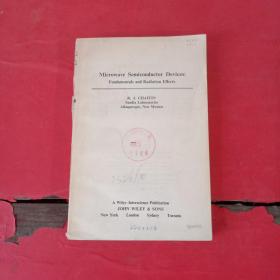 Microwave Semiconductor Devices:
Fundamentals and Radiation Effects
R. J. CHAFFIN
Sandia Laboratories
Albuquerque, New Mexico
A Wiley-Interscience Publication
JOHN WILEY & SONS
New York London Sydney Toronto